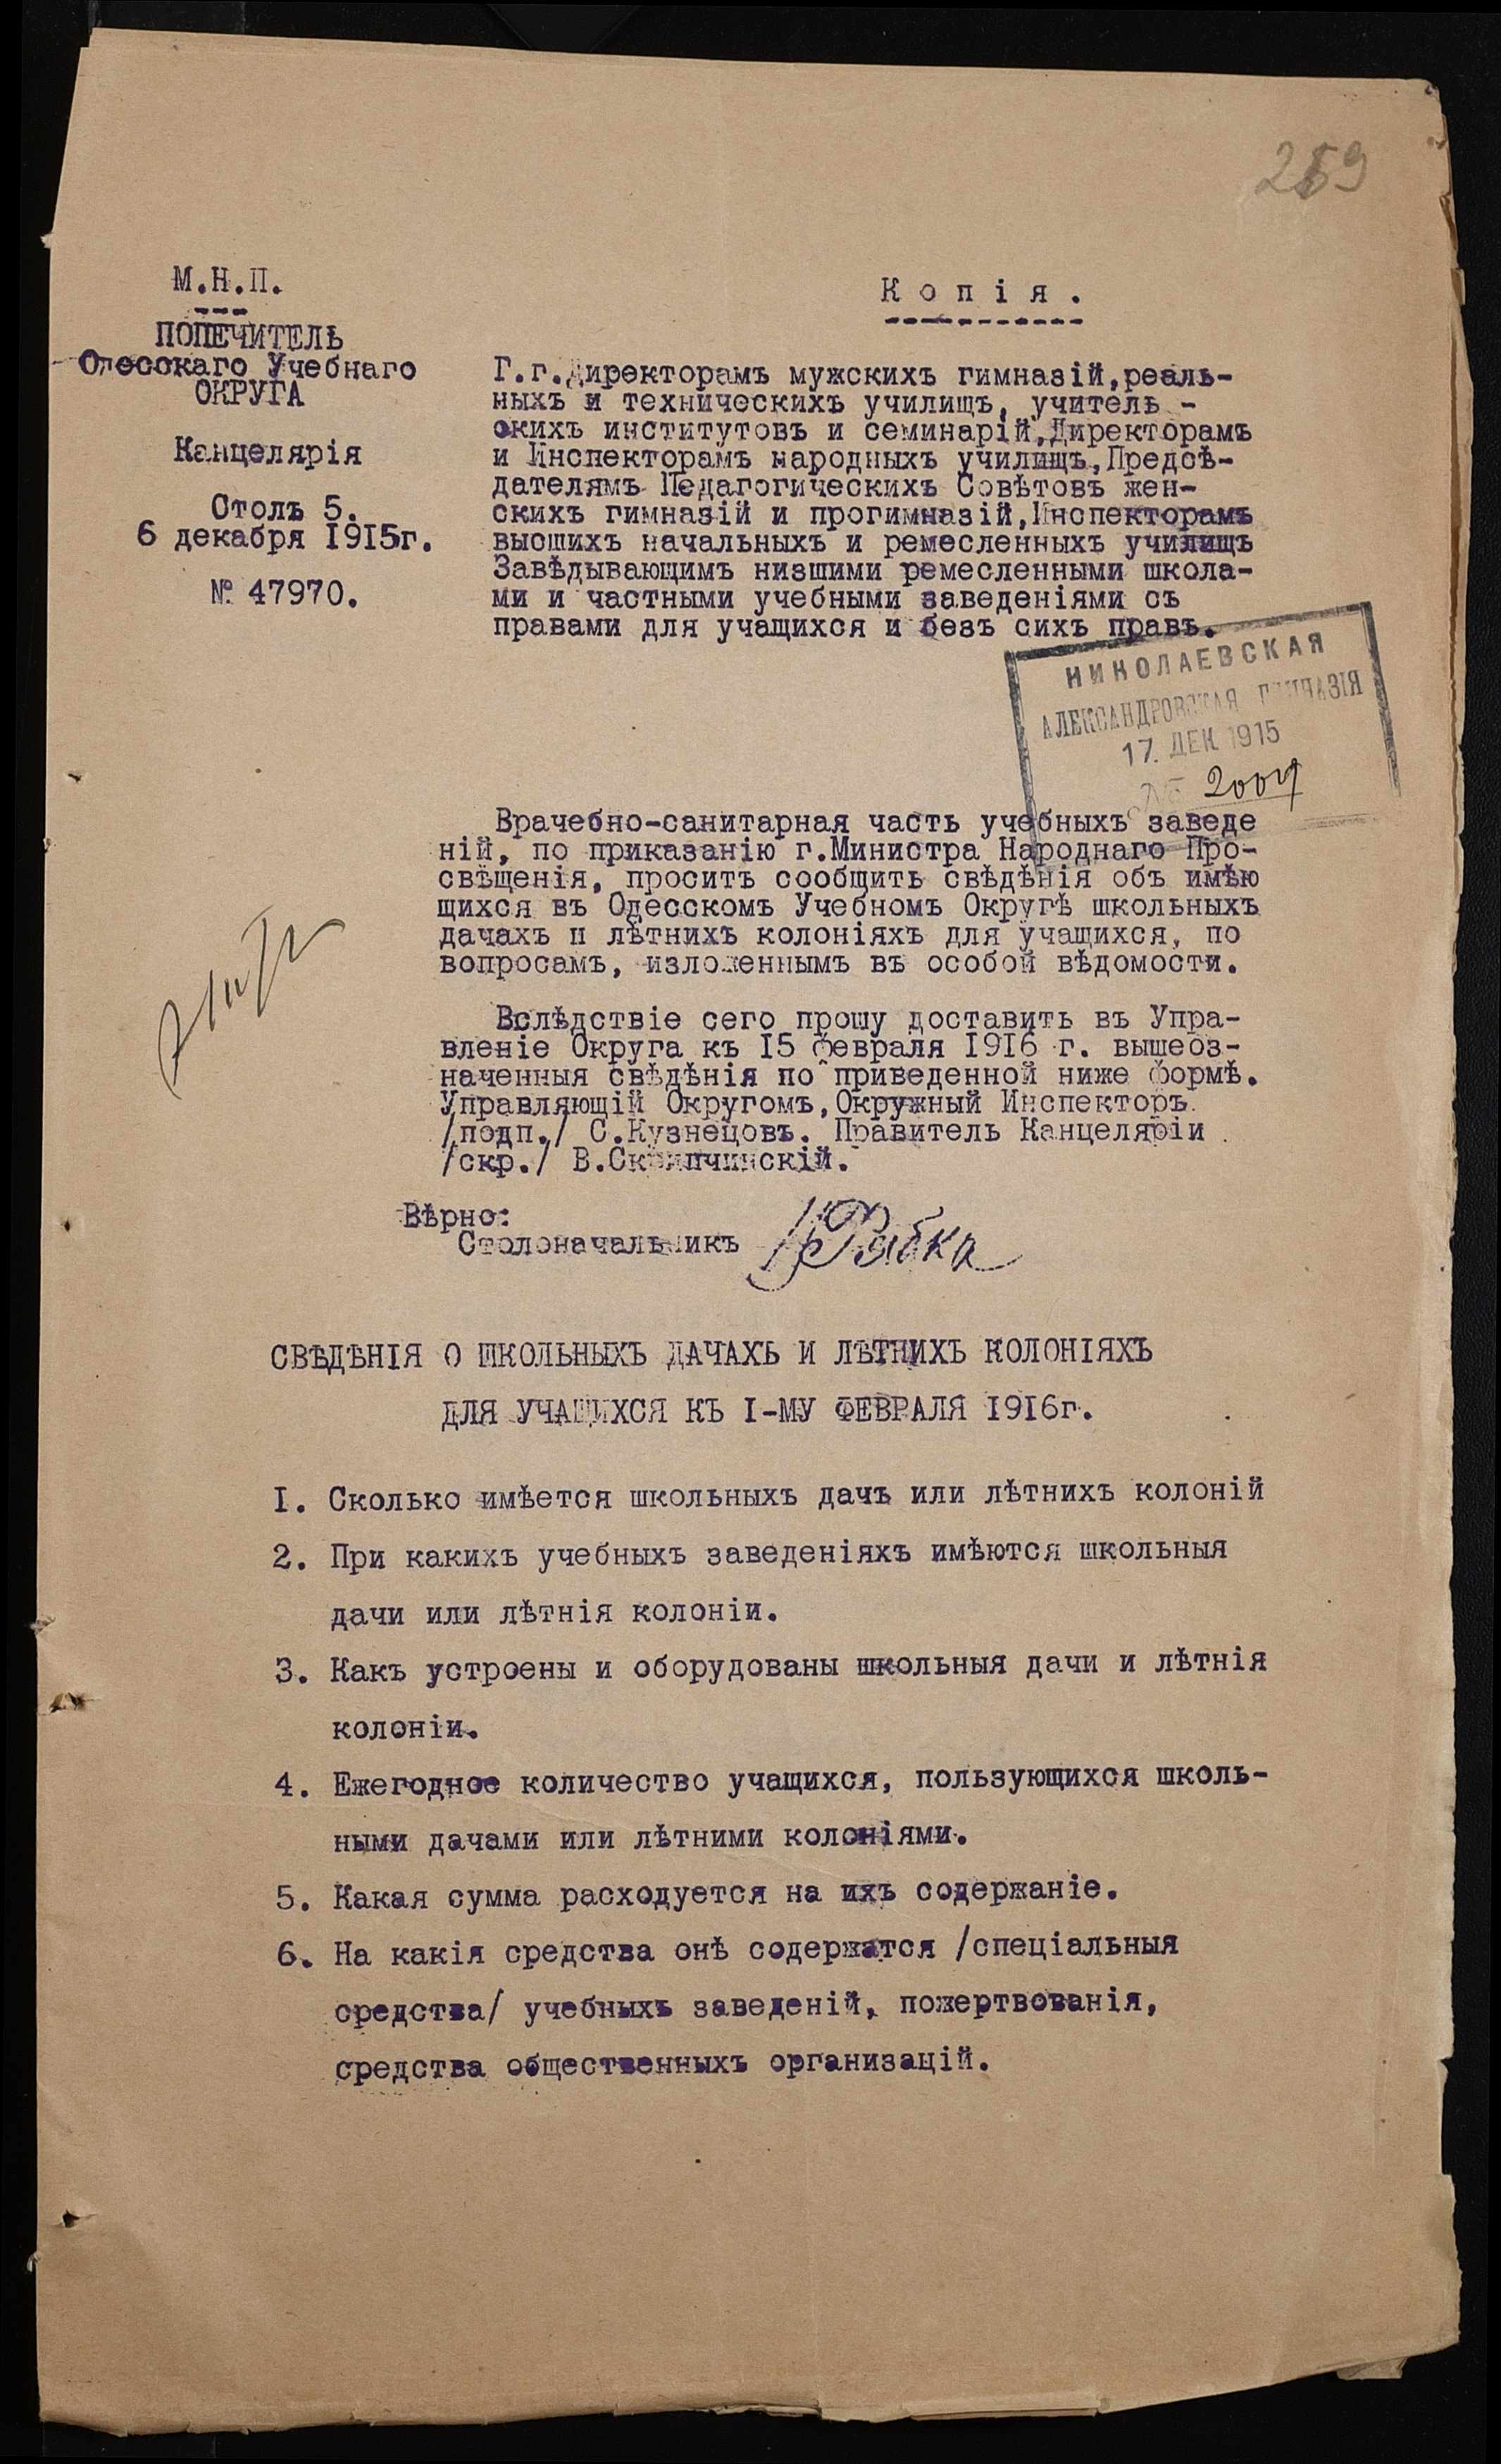 269
М.Н.П.
ПОПЕЧИТЕЛЬ
Одесскаго Учебнаго
ОКРУГА
Канцелярія
Столъ 5.
6 декабря 1915г.
№ 47970.
Копія.
Г.г.Директорамъ мужскихъ гимназій,реаль-
ныхъ и техническихъ училищъ, учитель -
скихъ институтовъ и семинарій,Директорамъ
и Инспекторамъ народныхъ училищъ,Предсѣ-
дателямъ Педагогическихъ Совѣтовъ жен-
скихъ гимназій и прогимназій,Инспекторамъ
высшихъ начальныхъ и ремесленныхъ училищъ
Завѣдывающимъ низшими ремесленными школа-
ми и частными учебными заведеніями съ
правами для учащихся и безъ сихъ правъ.
НИКОЛАЕВСКАЯ
АЛЕКСАНДРОВСКАЯ ГИМНАЗІЯ
17. ДЕК 1915
№ 2004
Врачебно-санитарная часть учебныхъ заведе
ній, по приказанію г.Министра Народнаго Про-
свѣщенія, проситъ сообщить свѣдѣнія объ имѣю
щихся въ Одесскомъ Учебномъ Округѣ школьныхъ
дачахъ и лѣтнихъ колоніяхъ для учащихся, по
вопросамъ, изложеннымъ въ особой вѣдомости.
Вслѣдствіе сего прошу доставить въ Упра-
вленіе Округа къ 15 февраля 1916 г. вышеоз-
наченныя свѣдѣнія по приведенной ниже формѣ.
Управляющій Округомъ,Окружный Инспекторъ
/подп./ С.Кузнецовъ. Правитель Канцеляріи
/скр./ В.Скрипчинскій.
Вѣрно:
Столоначальникъ Рябка
СВѢДѢНІЯ О ШКОЛЬНЫХЪ ДАЧАХЪ И ЛѢТНИХЪ КОЛОНІЯХЪ
ДЛЯ УЧАЩИХСЯ КЪ I-МУ ФЕВРАЛЯ 1916г.
I. Сколько имѣется школьныхъ дачъ или лѣтнихъ колоній
2. При какихъ учебныхъ заведеніяхъ имѣются школьныя
дачи или лѣтнія колоніи.
3. Какъ устроены и оборудованы школьныя дачи и лѣтнія
колоніи.
4. Ежегодное количество учащихся, пользующихся школь-
ными дачами или лѣтними колоніями.
5. Какая сумма расходуется на ихъ содержаніе.
6. На какія средства онѣ содержатся /спеціальныя
средства/ учебныхъ заведеній, пожертвованія,
средства общественныхъ организацій.